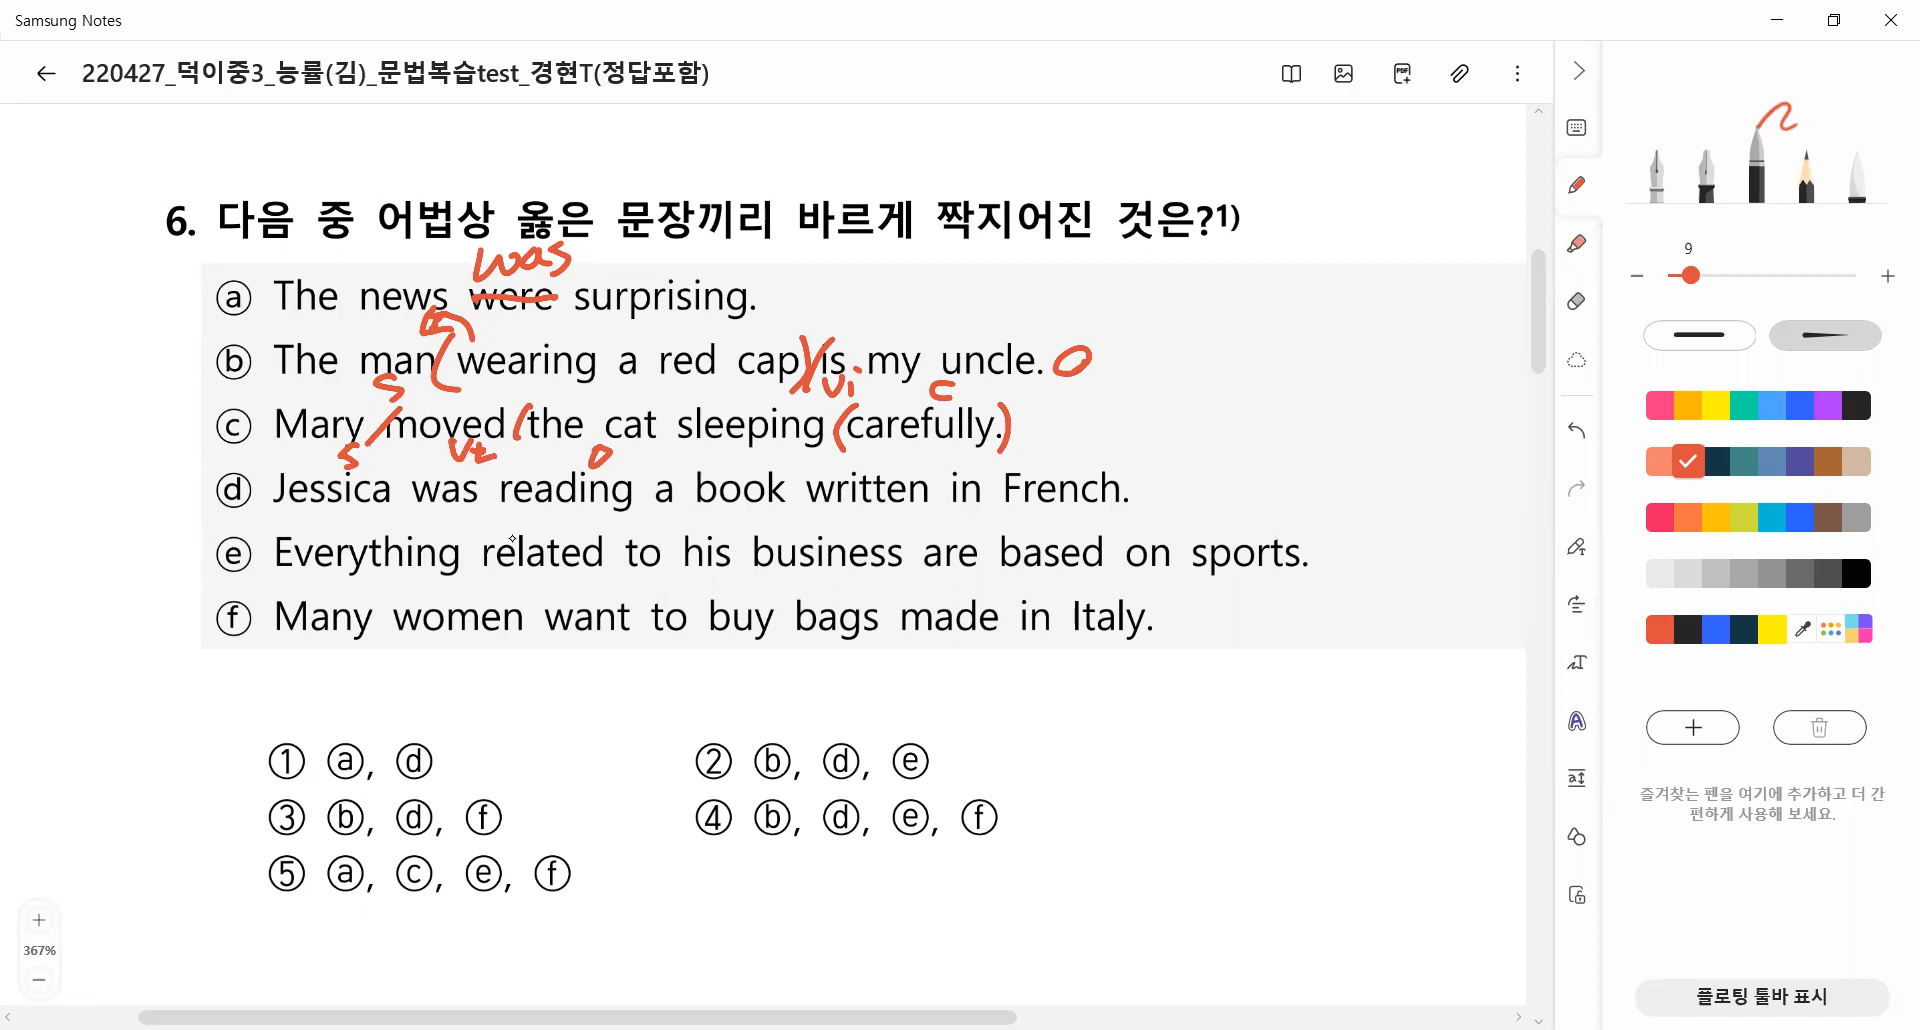 Samsung Notes
220427_덕이중3_능률(김)_문법복습test_경현T(정답포함)
9
6. 다음 중 어법상 옳은 문장끼리 바르게 짝지어진 것은?1)
was
ⓐ The news were surprising.
ⓑ The man wearing a red cap is my uncle. O
s vi c
ⓒ Mary moved the cat sleeping carefully.
s vt o
ⓓ Jessica was reading a book written in French.
ⓔ Everything related to his business are based on sports.
ⓕ Many women want to buy bags made in Italy.
① ⓐ, ⓓ
② ⓑ, ⓓ, ⓔ
③ ⓑ, ⓓ, ⓕ
④ ⓑ, ⓓ, ⓔ, ⓕ
⑤ ⓐ, ⓒ, ⓔ, ⓕ
367%
즐겨찾는 펜을 여기에 추가하고 더 간
편하게 사용해 보세요.
플로팅 툴바 표시